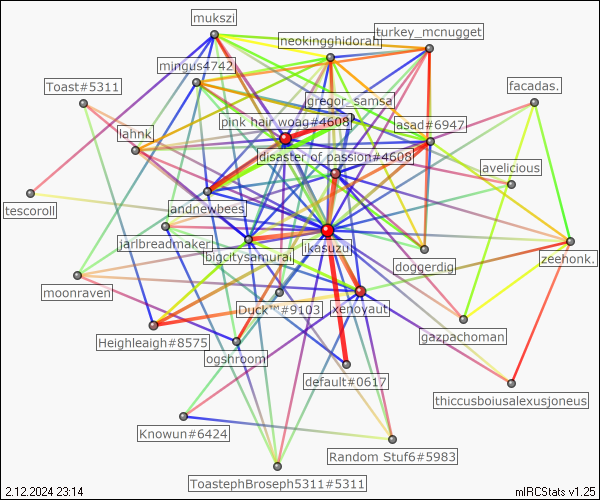 mukszi
turkey_mcnugget
neokingghidorah
mingus4742
Toast#5311
facadas.
gregor_samsa
pink hair woag#4608
asad#6947
lahnk
disaster of passion#4608
avelicious
tescoroll
andnewbees
jarlbreadmaker
ikasuzu
bigcitysamurai
zeehonk.
doggerdig
moonraven
Duck™#9103
xenovaut
gazpachoman
Heighleaigh#8575
ogshroom
default#0617
thiccusboiusalexusjoneus
Knowun#6424
Random Stuf6#5983
ToastephBroseph5311#5311
2.12.2024 23:14
mIRCStats v1.25